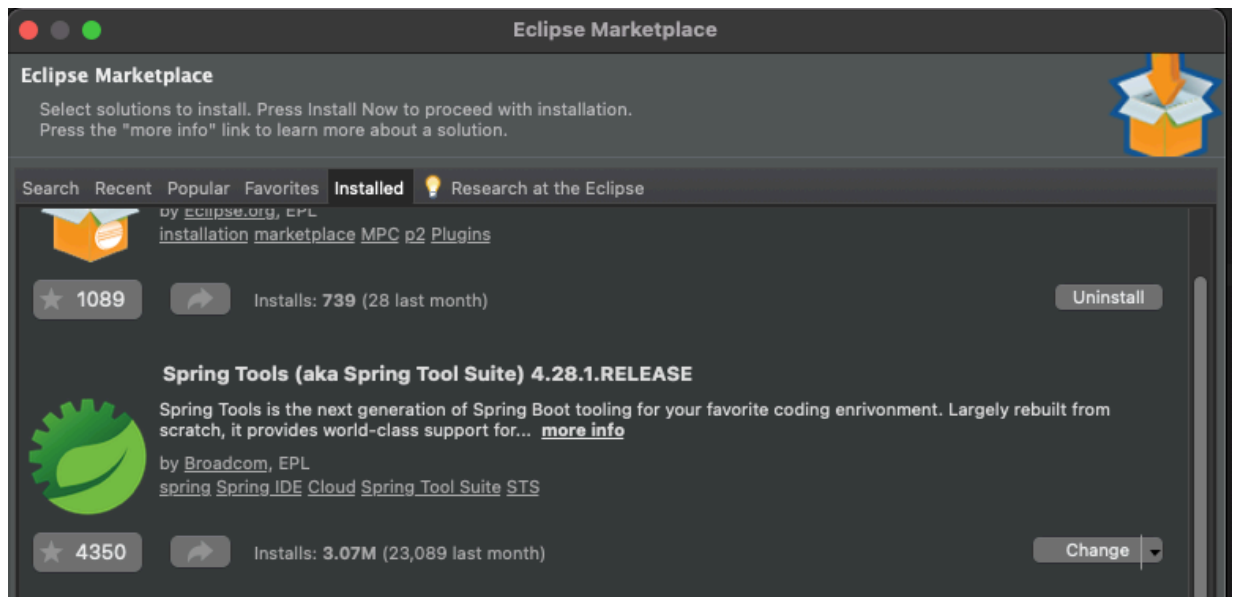 Eclipse Marketplace
Eclipse Marketplace
Select solutions to install. Press Install Now to proceed with installation.
Press the "more info" link to learn more about a solution.
Search Recent Popular Favorites Installed Research at the Eclipse
by Eclipse.org, EPL
installation marketplace MPC p2 Plugins
1089 Installs: 739 (28 last month) Uninstall
Spring Tools (aka Spring Tool Suite) 4.28.1.RELEASE
Spring Tools is the next generation of Spring Boot tooling for your favorite coding enrivonment. Largely rebuilt from
scratch, it provides world-class support for... more info
by Broadcom, EPL
spring Spring IDE Cloud Spring Tool Suite STS
4350 Installs: 3.07M (23,089 last month) Change